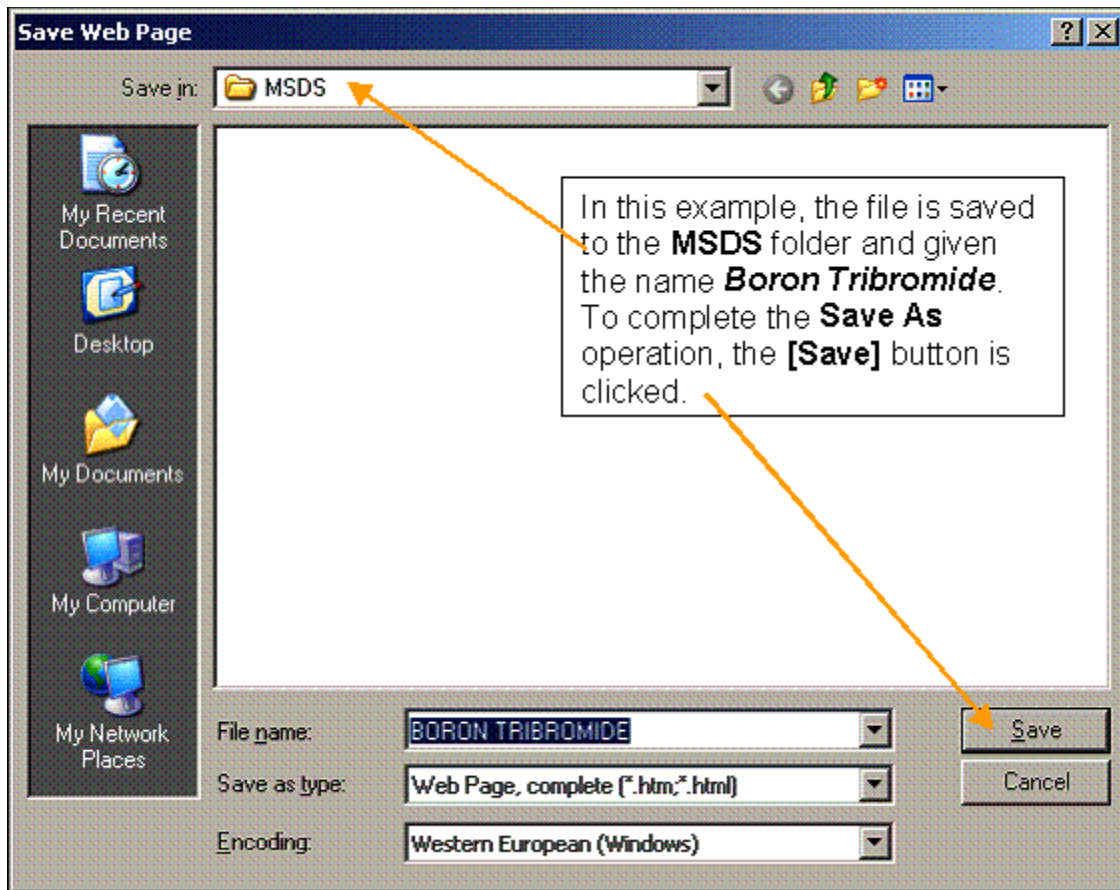 Save Web Page
Save in:
MSDS
My Recent
Documents
Desktop
My Documents
My Computer
My Network
Places
In this example, the file is saved
to the MSDS folder and given
the name Boron Tribromide.
To complete the Save As
operation, the [Save] button is
clicked.
File name:
BORON TRIBROMIDE
Save
Save as type:
Web Page, complete (*.htm;*.html)
Cancel
Encoding:
Western European (Windows)